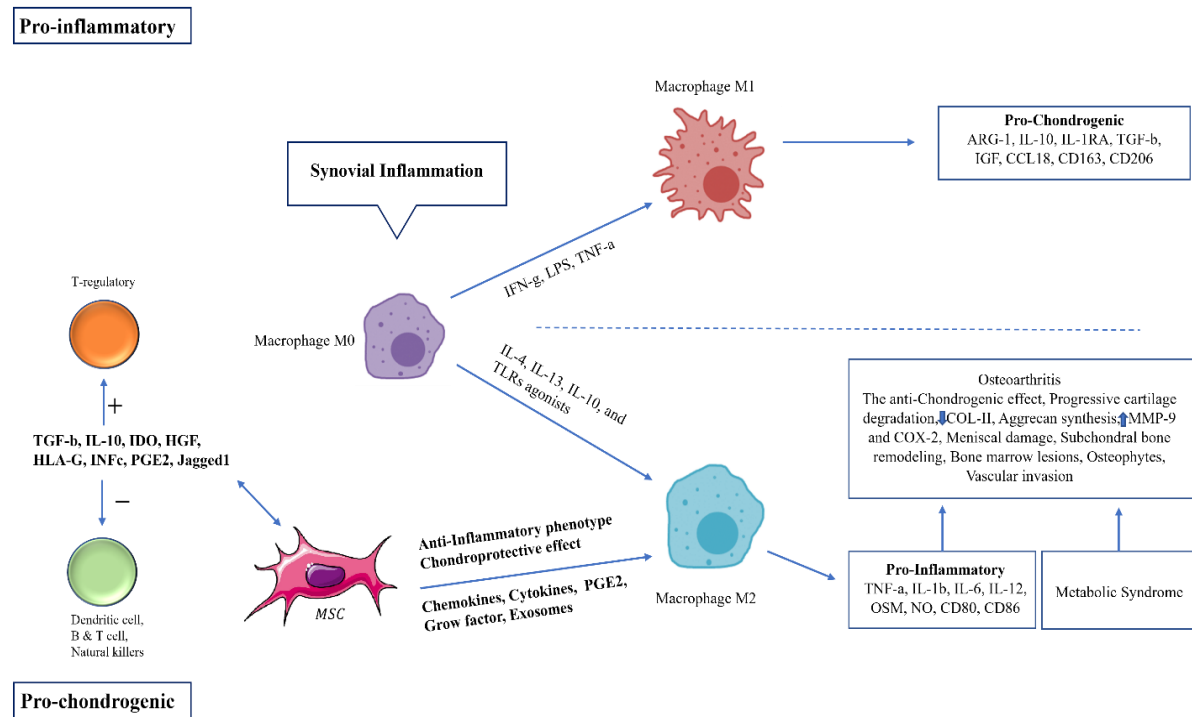 Pro-inflammatory
Macrophage M1
Pro-Chondrogenic
ARG-1, IL-10, IL-1RA, TGF-b,
IGF, CCL18, CD163, CD206
Synovial Inflammation
IFN-g, LPS, TNF-a
T-regulatory
Macrophage M0
IL-4, IL-13, IL-10, and
TLRs agonists
Osteoarthritis
The anti-Chondrogenic effect, Progressive cartilage
degradation, COL-II, Aggrecan synthesis, MMP-9
and COX-2, Meniscal damage, Subchondral bone
remodeling, Bone marrow lesions, Osteophytes,
Vascular invasion
+
TGF-b, IL-10, IDO, HGF,
HLA-G, INFc, PGE2, Jagged1
−
Anti-Inflammatory phenotype
Chondroprotective effect
Chemokines, Cytokines, PGE2,
Grow factor, Exosomes
MSC
Macrophage M2
Pro-Inflammatory
TNF-a, IL-1b, IL-6, IL-12,
OSM, NO, CD80, CD86
Metabolic Syndrome
Dendritic cell,
B & T cell,
Natural killers
Pro-chondrogenic